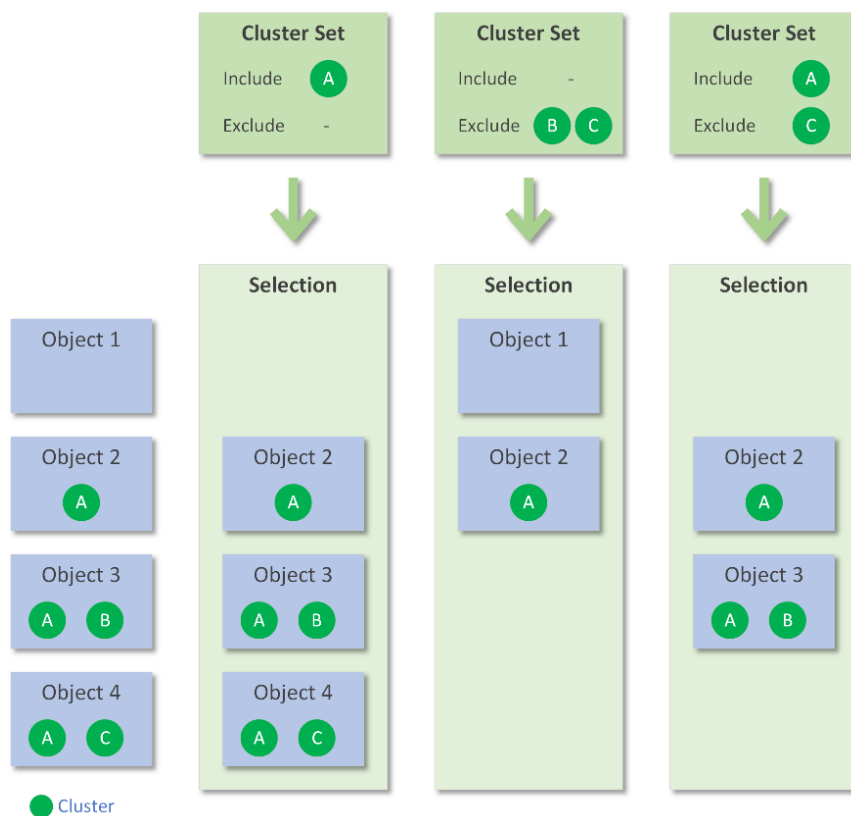 Cluster Set
Include A
Exclude -
Cluster Set
Include -
Exclude B C
Cluster Set
Include A
Exclude C
Selection
Selection
Selection
Object 1
Object 1
Object 2
A
Object 2
A
Object 2
A
Object 2
A
Object 3
A B
Object 3
A B
Object 3
A B
Object 4
A C
Object 4
A C
Cluster